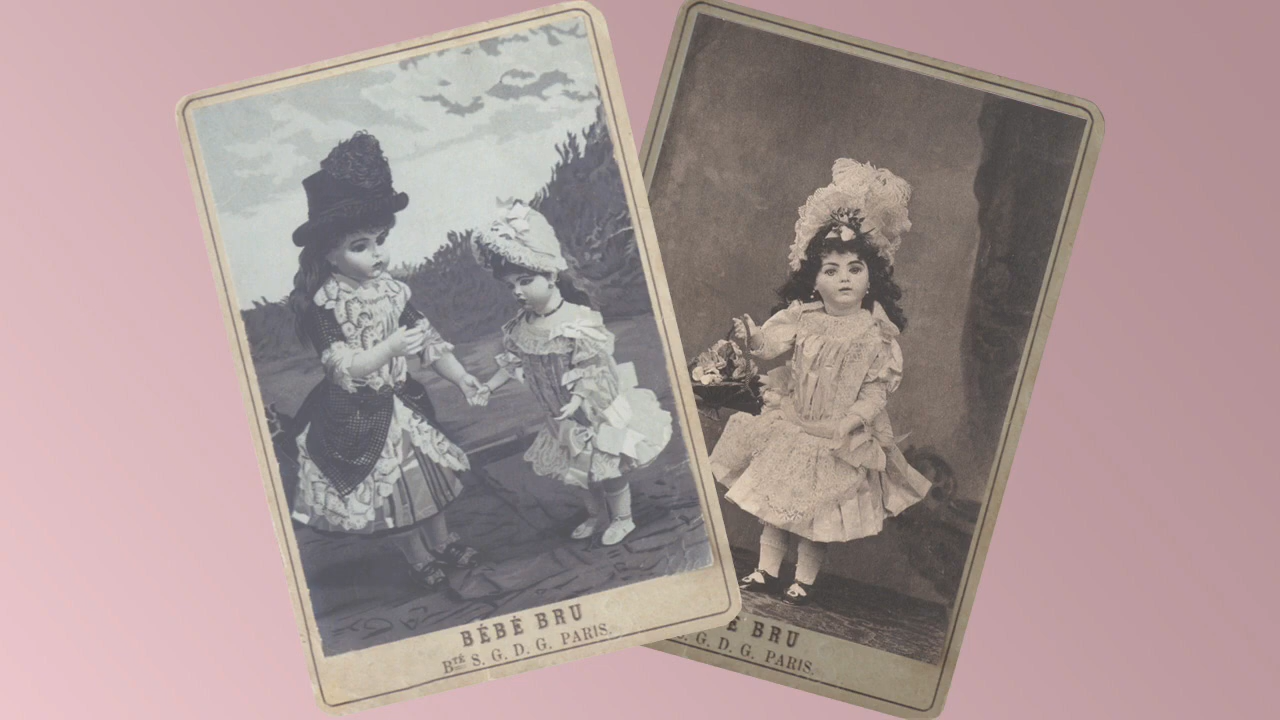 BÉBÉ BRU
BTÉ S. G. D. G. PARIS.
É BRU
G. D. G. PARIS.